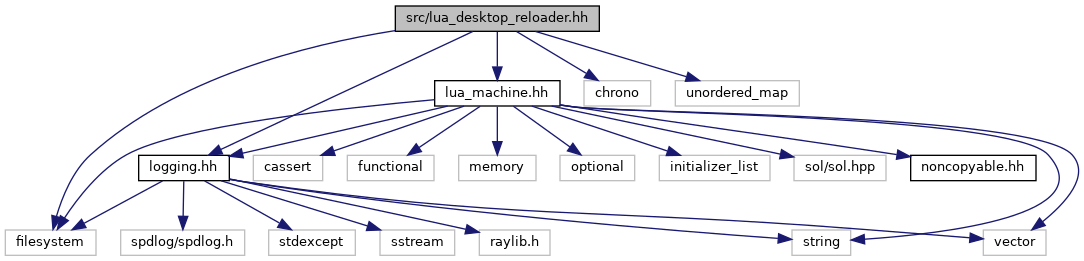 src/lua_desktop_reloader.hh
lua_machine.hh
chrono
unordered_map
logging.hh
cassert
functional
memory
optional
initializer_list
sol/sol.hpp
noncopyable.hh
filesystem
spdlog/spdlog.h
stdexcept
sstream
raylib.h
string
vector